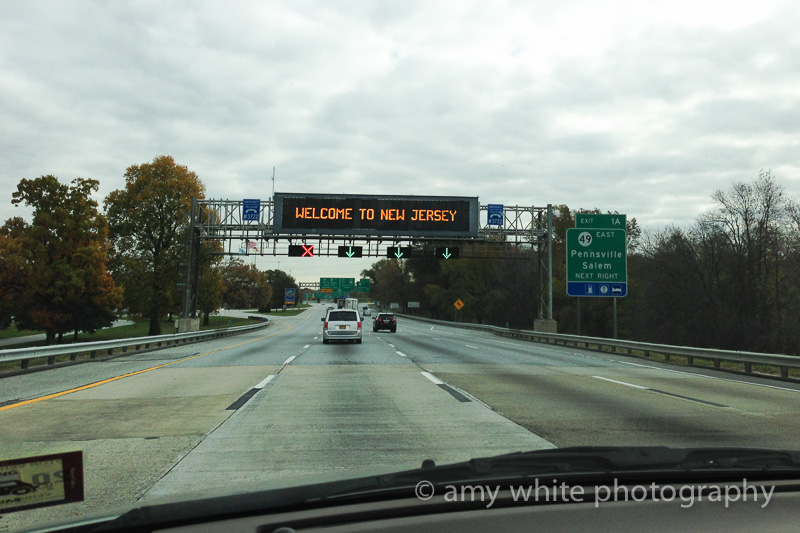 WELCOME TO NEW JERSEY
EXIT 1A
49 EAST
Pennsville
Salem
NEXT RIGHT
© amy white photography